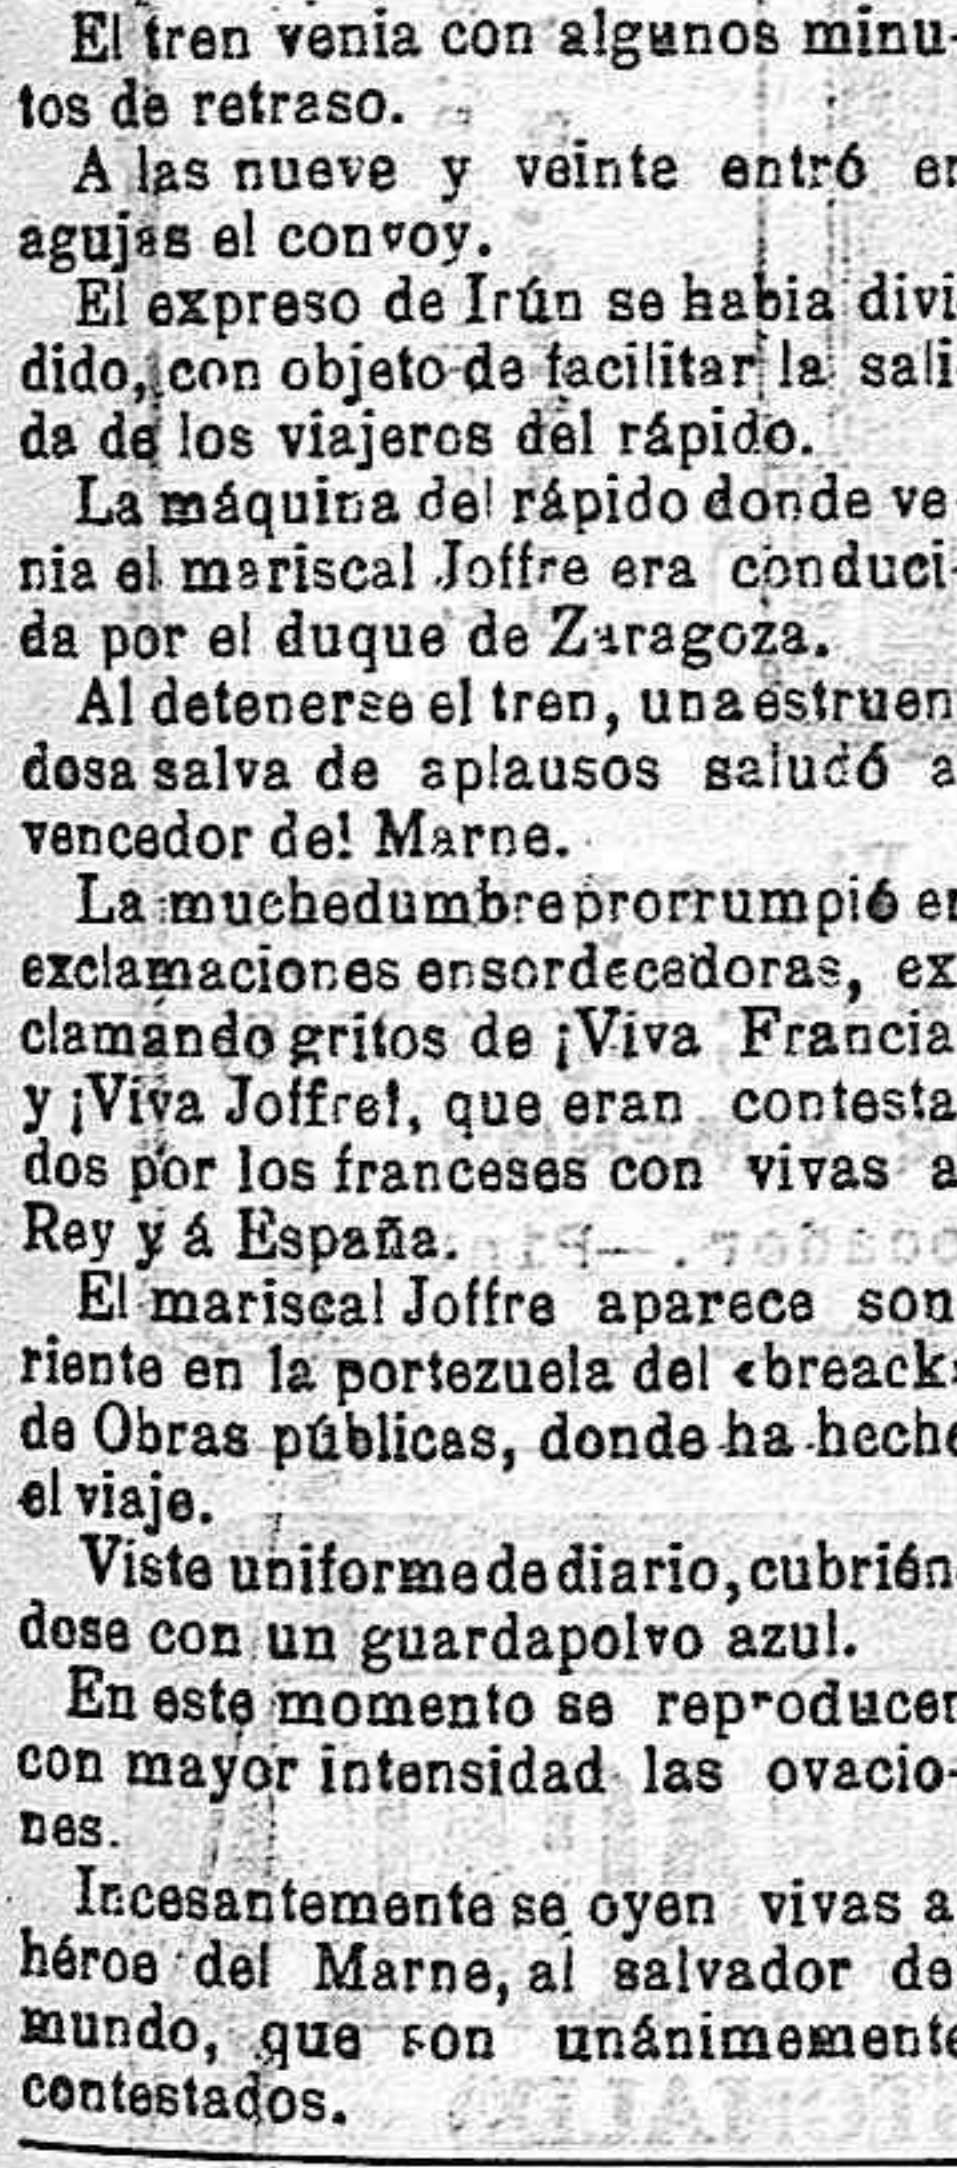 El tren venia con algunos minu-
tos de retraso.
A las nueve y veinte entró en
agujas el convoy.
El expreso de Irún se habia divi
dido, con objeto de facilitar la sali
da de los viajeros del rápido.
La máquina del rápido donde ve-
nia el mariscal Joffre era conduci-
da por el duque de Zaragoza.
Al detenerse el tren, una estruen
dosa salva de aplausos saludó a
vencedor del Marne.
La muchedumbre prorrumpió en
exclamaciones ensordecedoras, ex
clamando gritos de ¡Viva Francia
y ¡Viva Joffre!, que eran contesta
dos por los franceses con vivas a
Rey y á España.
El mariscal Joffre aparece son
riente en la portezuela del «breack»
de Obras públicas, donde ha hecho
el viaje.
Viste uniforme de diario, cubrién-
dose con un guardapolvo azul.
En este momento se reproducen
con mayor intensidad las ovacio-
nes.
Incesantemente se oyen vivas a
héroe del Marne, al salvador de
mundo, que son unánimemente
contestados.